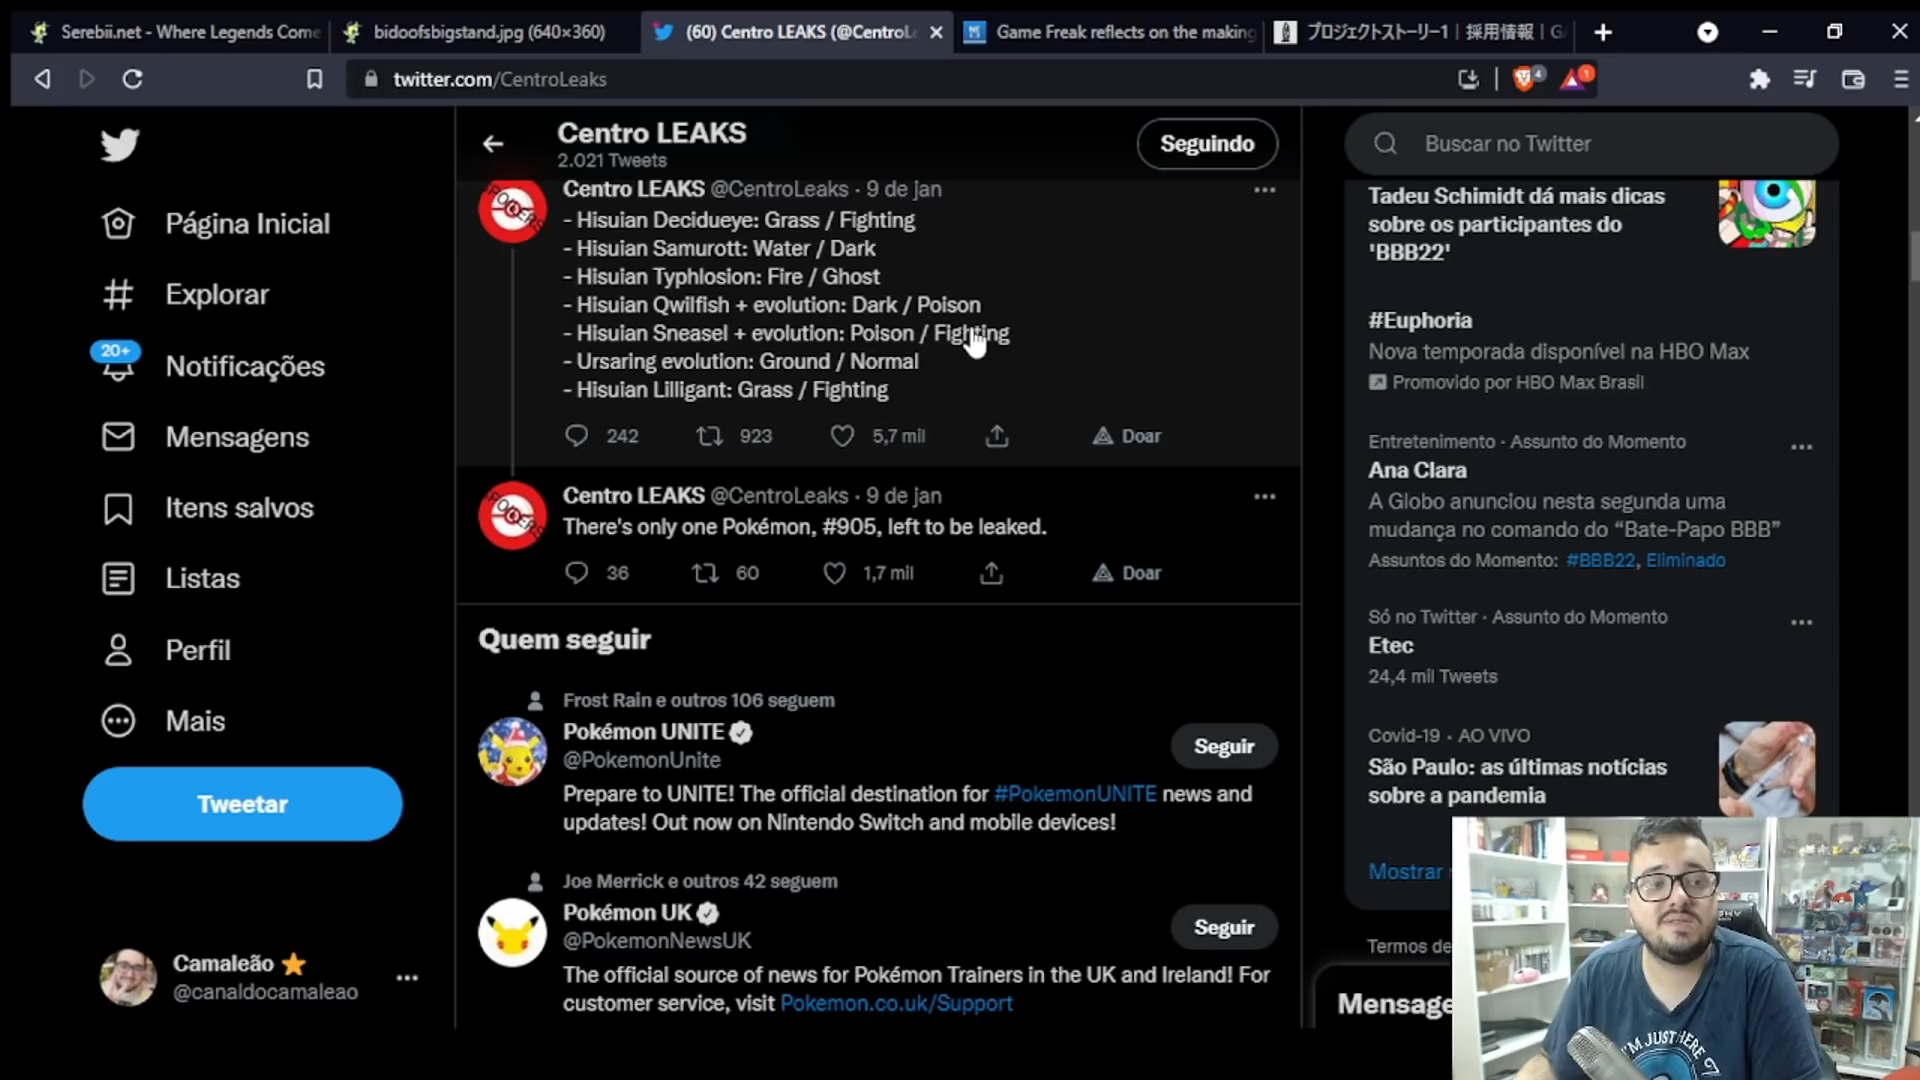 Serebii.net - Where Legends Come
bidoofsbigstand.jpg (640×360)
(60) Centro LEAKS (@CentroL
Game Freak reflects on the making
プロジェクトストーリー1 | 採用情報 | G
twitter.com/CentroLeaks
4
1
Centro LEAKS
2.021 Tweets
Seguindo
Buscar no Twitter
Página Inicial
Explorar
20+
Notificações
Mensagens
Itens salvos
Listas
Perfil
Mais
Tweetar
Camaleão
@canaldocamaleao
Centro LEAKS @CentroLeaks · 9 de jan
- Hisuian Decidueye: Grass / Fighting
- Hisuian Samurott: Water / Dark
- Hisuian Typhlosion: Fire / Ghost
- Hisuian Qwilfish + evolution: Dark / Poison
- Hisuian Sneasel + evolution: Poison / Fighting
- Ursaring evolution: Ground / Normal
- Hisuian Lilligant: Grass / Fighting
242 923 5,7 mil Doar
Centro LEAKS @CentroLeaks · 9 de jan
There's only one Pokémon, #905, left to be leaked.
36 60 1,7 mil Doar
Quem seguir
Frost Rain e outros 106 seguem
Pokémon UNITE
@PokemonUnite
Seguir
Prepare to UNITE! The official destination for #PokemonUNITE news and
updates! Out now on Nintendo Switch and mobile devices!
Joe Merrick e outros 42 seguem
Pokémon UK
@PokemonNewsUK
Seguir
The official source of news for Pokémon Trainers in the UK and Ireland! For
customer service, visit Pokemon.co.uk/Support
Tadeu Schmidt dá mais dicas
sobre os participantes do
'BBB22'
#Euphoria
Nova temporada disponível na HBO Max
Promovido por HBO Max Brasil
Entretenimento · Assunto do Momento
Ana Clara
A Globo anunciou nesta segunda uma
mudança no comando do “Bate-Papo BBB”
Assuntos do Momento: #BBB22, Eliminado
Só no Twitter · Assunto do Momento
Etec
24,4 mil Tweets
Covid-19 · AO VIVO
São Paulo: as últimas notícias
sobre a pandemia
Mostrar
Termos de
Mensage
I'M JUST HERE